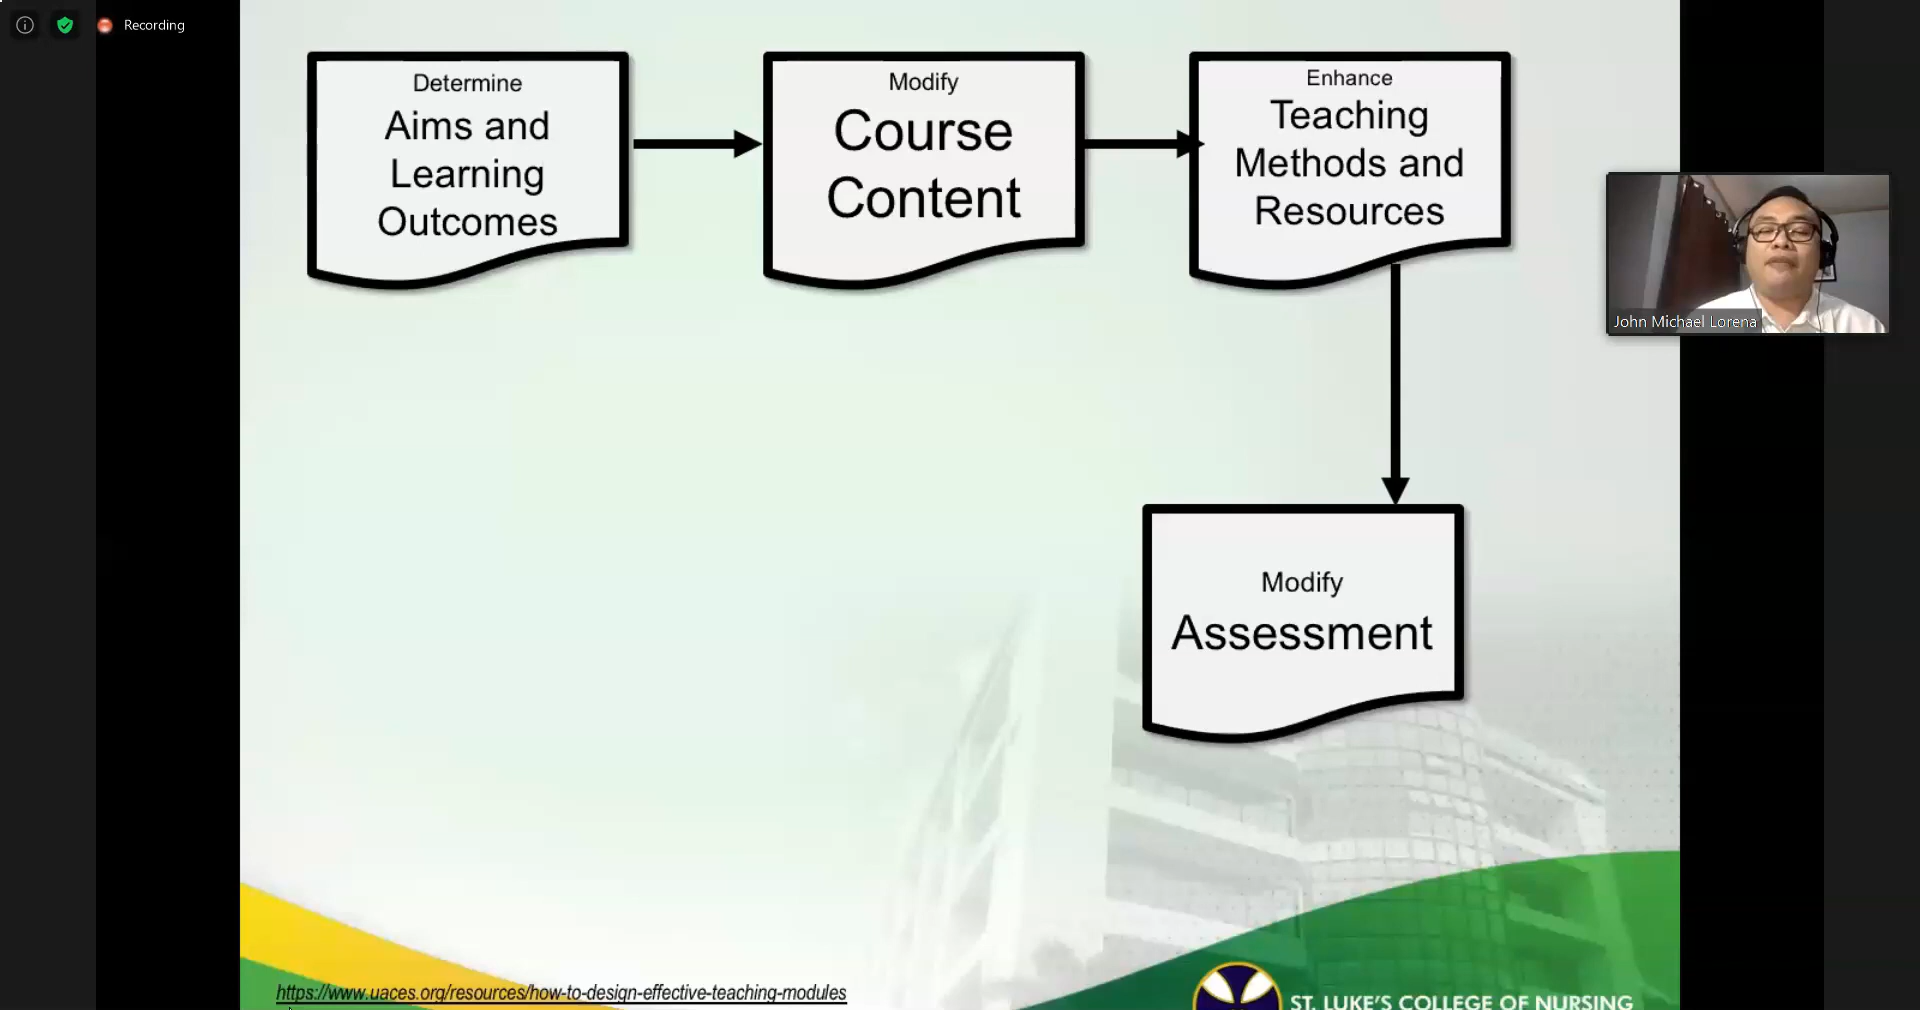 Recording
Determine
Aims and
Learning
Outcomes
Modify
Course
Content
Enhance
Teaching
Methods and
Resources
John Michael Lorena
Modify
Assessment
https://www.uaces.org/resources/how-to-design-effective-teaching-modules
ST. LUKE'S COLLEGE OF NURSING